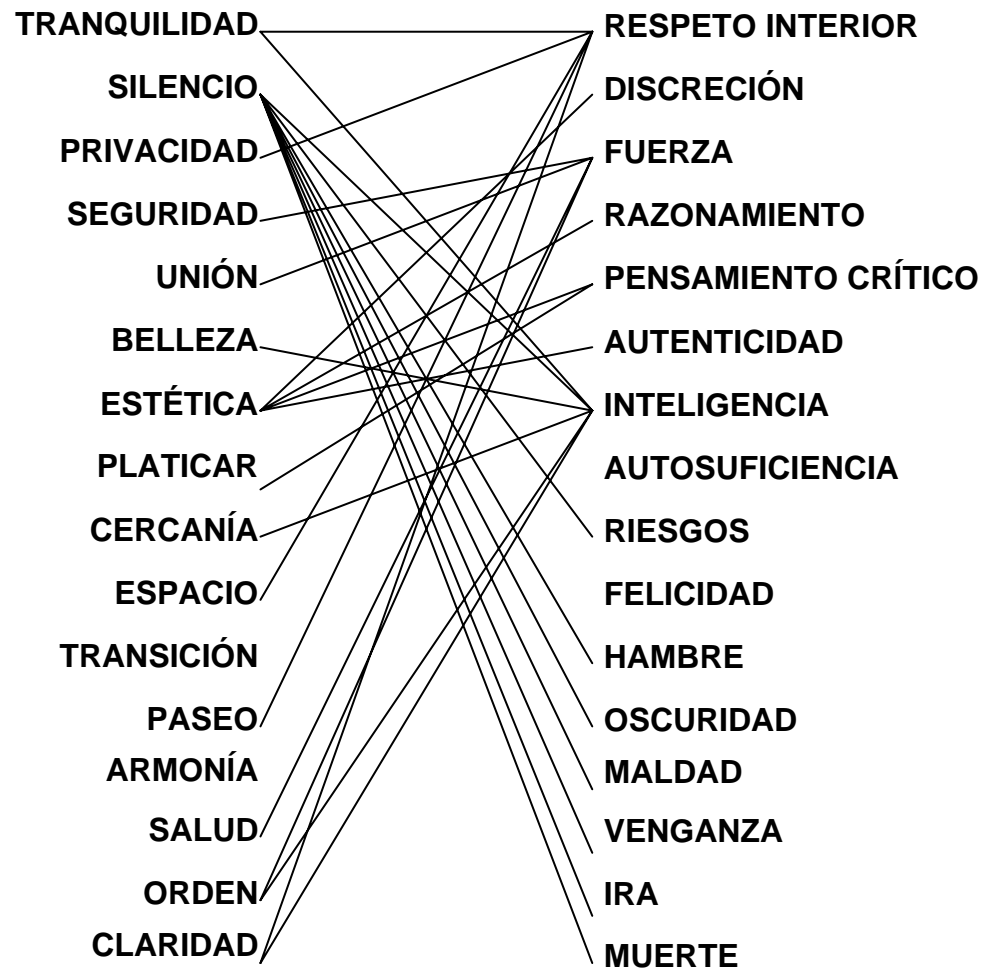 TRANQUILIDAD RESPETO INTERIOR
SILENCIO DISCRECIÓN
PRIVACIDAD FUERZA
SEGURIDAD RAZONAMIENTO
UNIÓN PENSAMIENTO CRÍTICO
BELLEZA AUTENTICIDAD
ESTÉTICA INTELIGENCIA
PLATICAR AUTOSUFICIENCIA
CERCANÍA RIESGOS
ESPACIO FELICIDAD
TRANSICIÓN HAMBRE
PASEO OSCURIDAD
ARMONÍA MALDAD
SALUD VENGANZA
ORDEN IRA
CLARIDAD MUERTE